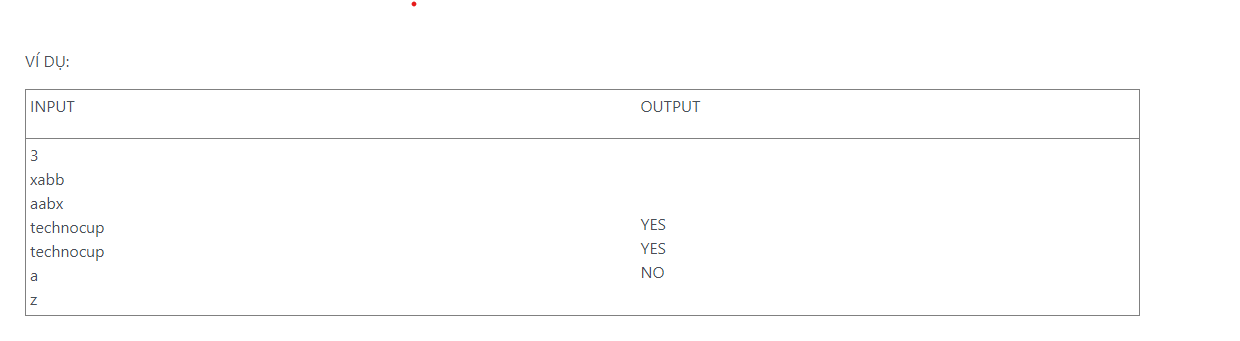 VÍ DỤ:
INPUT OUTPUT
3
xabb
aabx
technocup
technocup
a
z
YES
YES
NO